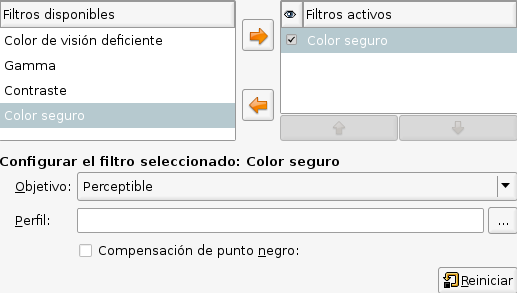 Filtros disponibles
Color de visión deficiente
Gamma
Contraste
Color seguro
Filtros activos
Color seguro
Configurar el filtro seleccionado: Color seguro
Objetivo: Perceptible
Perfil: ...
Compensación de punto negro:
Reiniciar